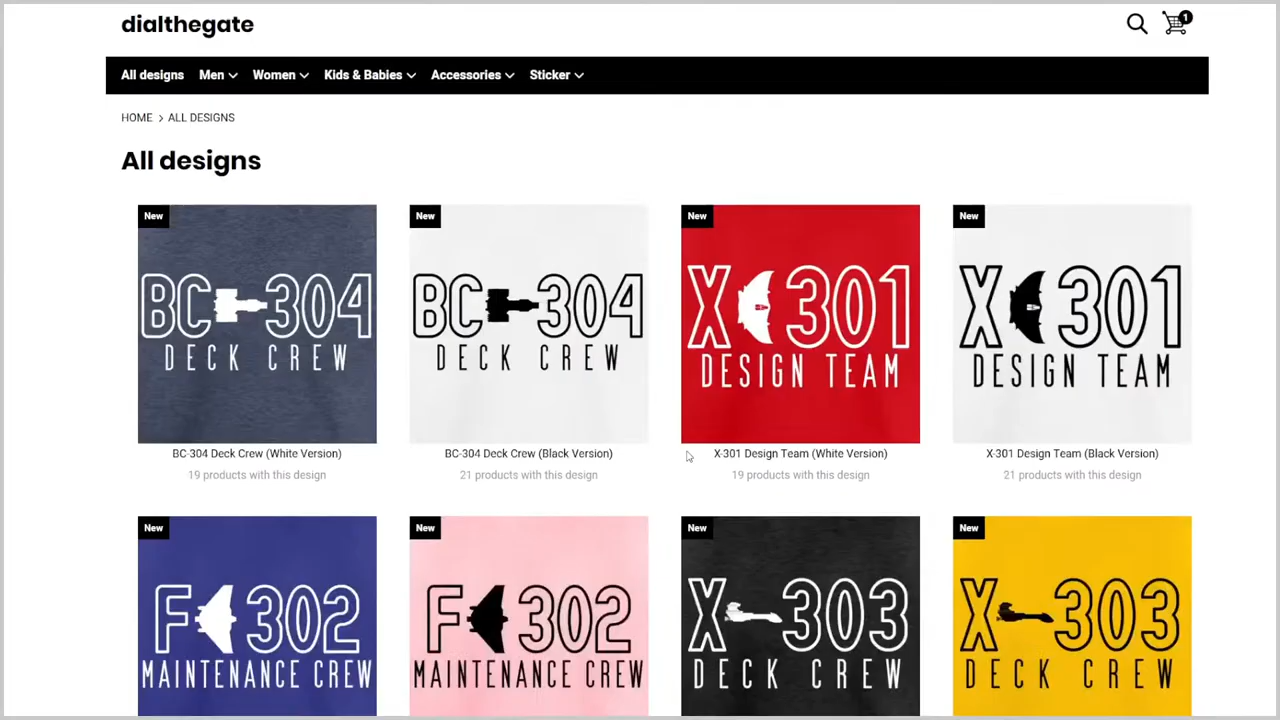 dialthegate
1
All designs Men Women Kids & Babies Accessories Sticker
HOME > ALL DESIGNS
All designs
New New New New
BC 304 BC 304 X 301 X 301
DECK CREW DECK CREW DESIGN TEAM DESIGN TEAM
BC-304 Deck Crew (White Version) BC-304 Deck Crew (Black Version) X-301 Design Team (White Version) X-301 Design Team (Black Version)
19 products with this design 21 products with this design 19 products with this design 21 products with this design
New New New New
F 302 F 302 X 303 X 303
MAINTENANCE CREW MAINTENANCE CREW DECK CREW DECK CREW